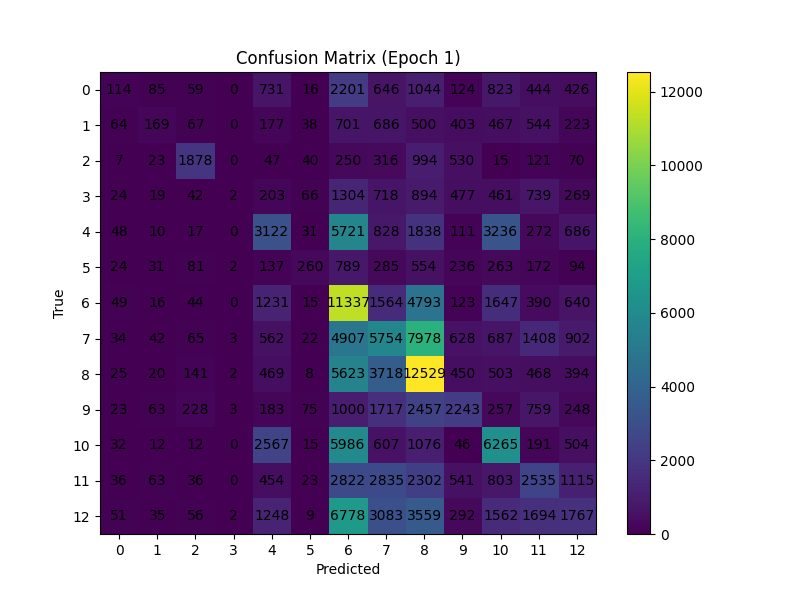 Confusion Matrix (Epoch 1)
0 114 85 59 0 731 16 2201 646 1044 124 823 444 426
1 64 169 67 0 177 38 701 686 500 403 467 544 223
2 7 23 1878 0 47 40 250 316 994 530 15 121 70
3 24 19 42 2 203 66 1304 718 894 477 461 739 269
4 48 10 17 0 3122 31 5721 828 1838 111 3236 272 686
5 24 31 81 2 137 260 789 285 554 236 263 172 94
6 49 16 44 0 1231 15 11337 1564 4793 123 1647 390 640
7 34 42 65 3 562 22 4907 5754 7978 628 687 1408 902
8 25 20 141 2 469 8 5623 3718 12529 450 503 468 394
9 23 63 228 3 183 75 1000 1717 2457 2243 257 759 248
10 32 12 12 0 2567 15 5986 607 1076 46 6265 191 504
11 36 63 36 0 454 23 2822 2835 2302 541 803 2535 1115
12 51 35 56 2 1248 9 6778 3083 3559 292 1562 1694 1767
0 1 2 3 4 5 6 7 8 9 10 11 12
Predicted
True
12000
10000
8000
6000
4000
2000
0